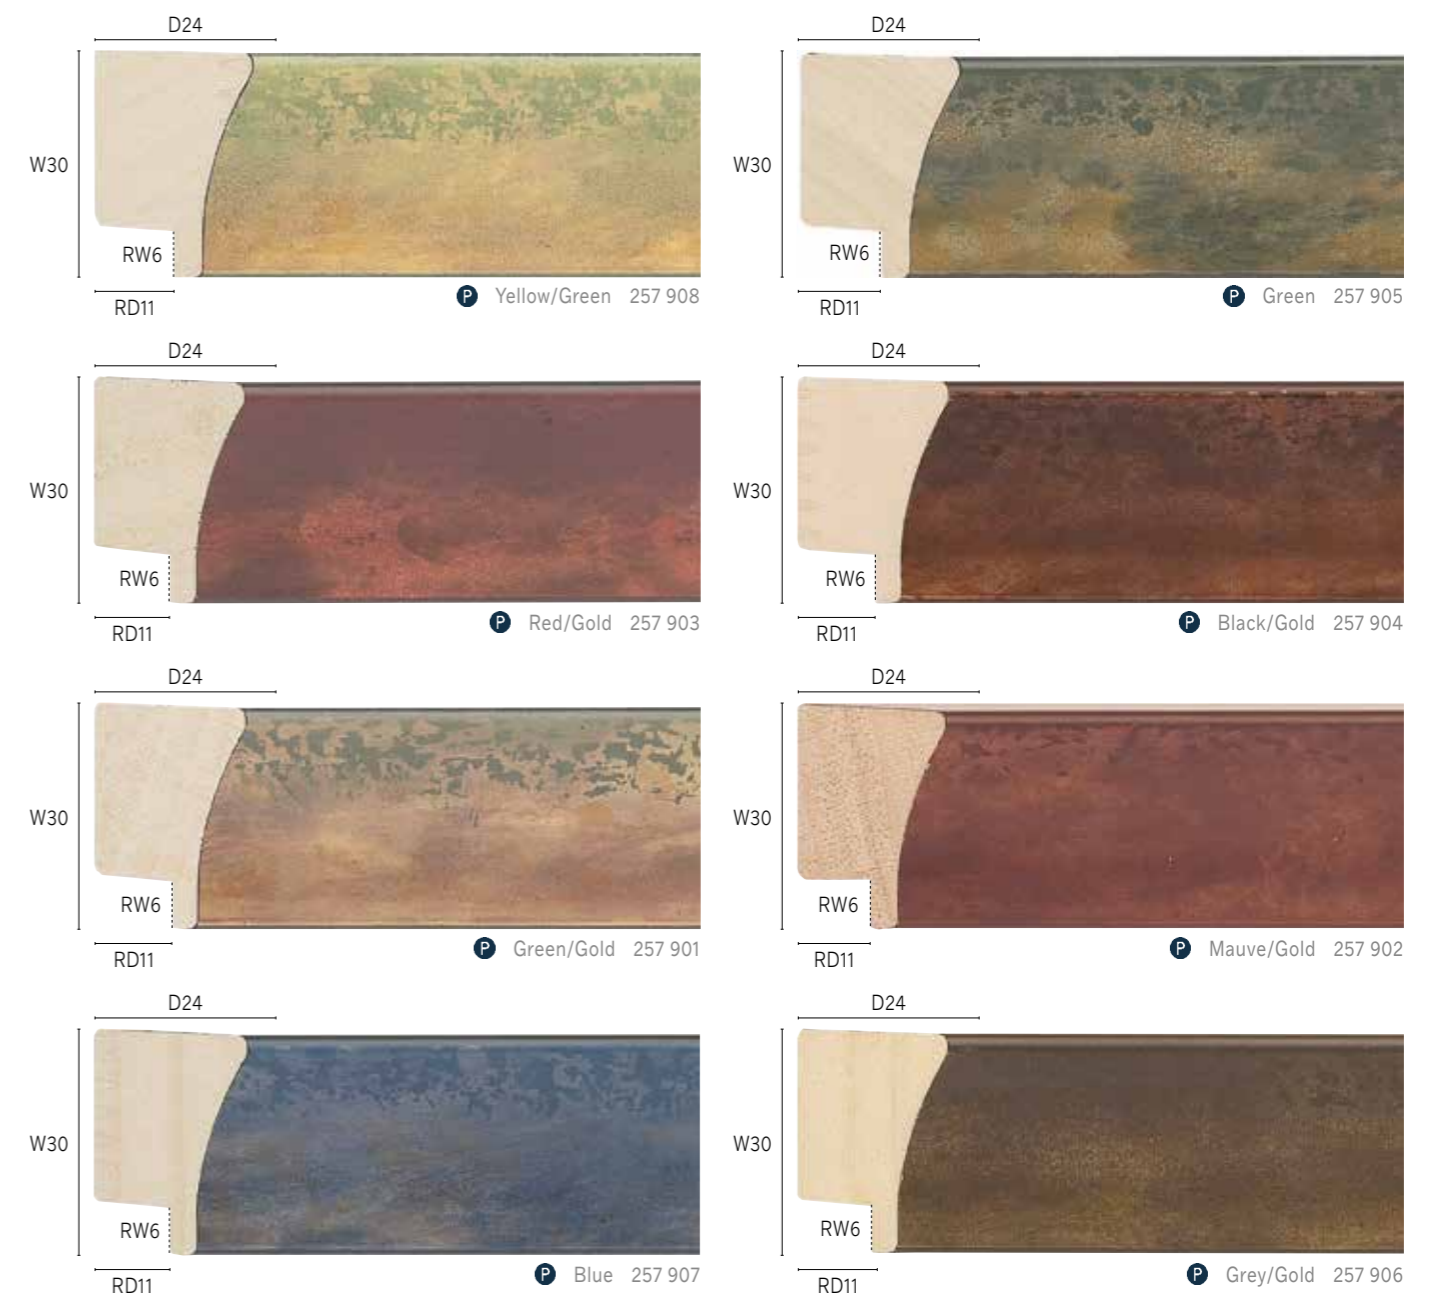 D24
W30
RW6
RD11
P Yellow/Green 257 908
D24
W30
RW6
RD11
P Green 257 905
D24
W30
RW6
RD11
P Red/Gold 257 903
D24
W30
RW6
RD11
P Black/Gold 257 904
D24
W30
RW6
RD11
P Green/Gold 257 901
D24
W30
RW6
RD11
P Mauve/Gold 257 902
D24
W30
RW6
RD11
P Blue 257 907
D24
W30
RW6
RD11
P Grey/Gold 257 906